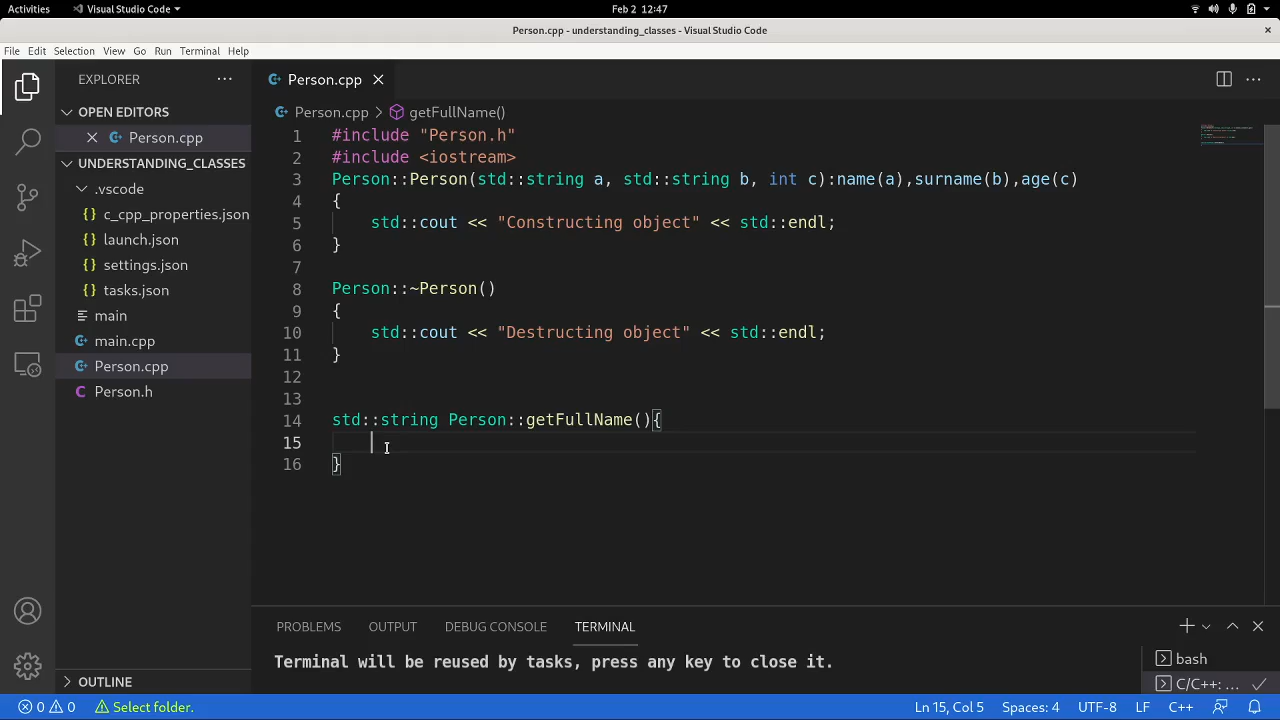 Activities
Visual Studio Code
Feb 2 12:47
Person.cpp - understanding_classes - Visual Studio Code
×
File Edit Selection View Go Run Terminal Help
EXPLORER
OPEN EDITORS
Person.cpp
UNDERSTANDING_CLASSES
.vscode
{} c_cpp_properties.json
{} launch.json
{} settings.json
{} tasks.json
main
main.cpp
Person.cpp
C Person.h
OUTLINE
Person.cpp
Person.cpp > getFullName()
1 #include "Person.h"
2 #include <iostream>
3 Person::Person(std::string a, std::string b, int c):name(a),surname(b),age(c)
4 {
5     std::cout << "Constructing object" << std::endl;
6 }
7
8 Person::~Person()
9 {
10     std::cout << "Destructing object" << std::endl;
11 }
12
13
14 std::string Person::getFullName(){
15
16 }
PROBLEMS OUTPUT DEBUG CONSOLE TERMINAL
Terminal will be reused by tasks, press any key to close it.
bash
C/C++: ...
0 0 Select folder. Ln 15, Col 5 Spaces: 4 UTF-8 LF C++